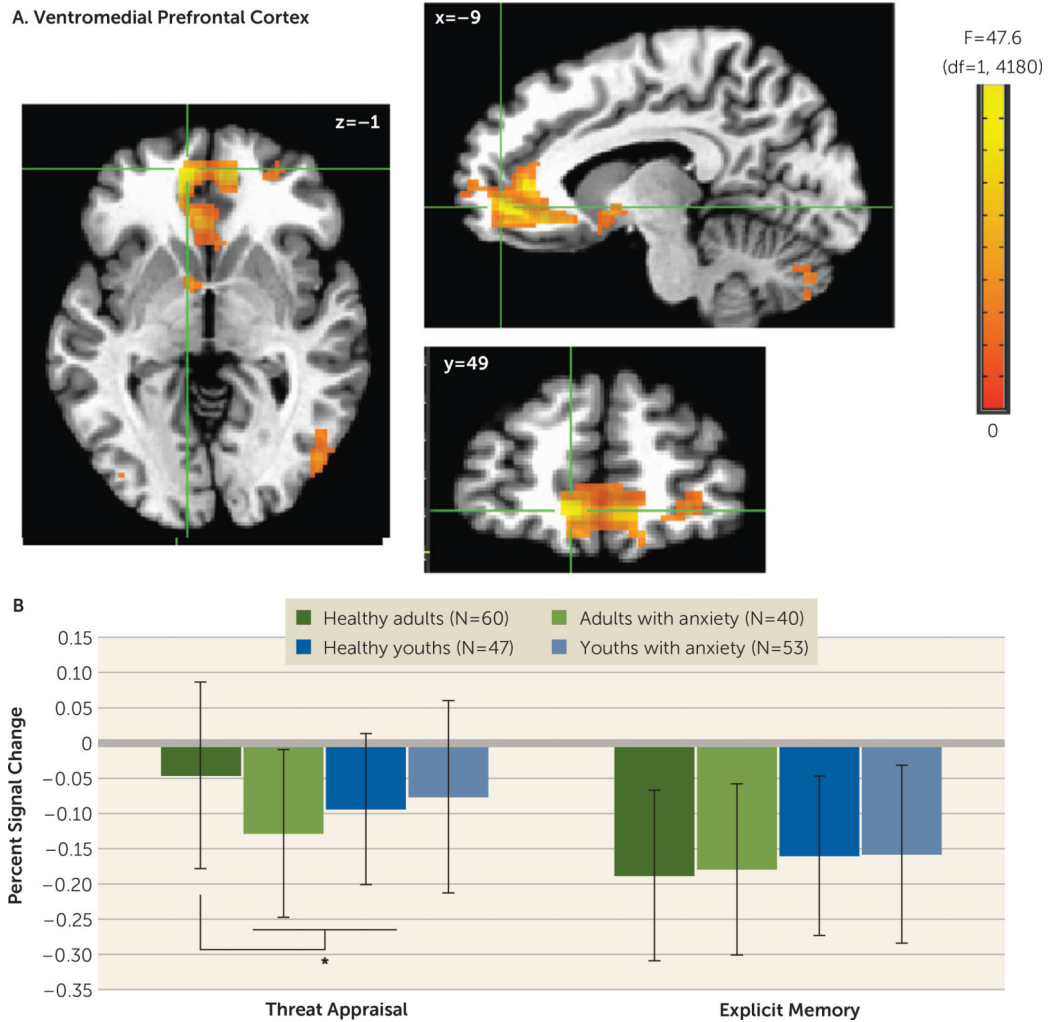 A. Ventromedial Prefrontal Cortex
z=−1
x=−9
y=49
F=47.6
(df=1, 4180)
0
B
Healthy adults (N=60)
Adults with anxiety (N=40)
Healthy youths (N=47)
Youths with anxiety (N=53)
Percent Signal Change
0.15
0.10
0.05
0
−0.05
−0.10
−0.15
−0.20
−0.25
−0.30
−0.35
*
Threat Appraisal
Explicit Memory